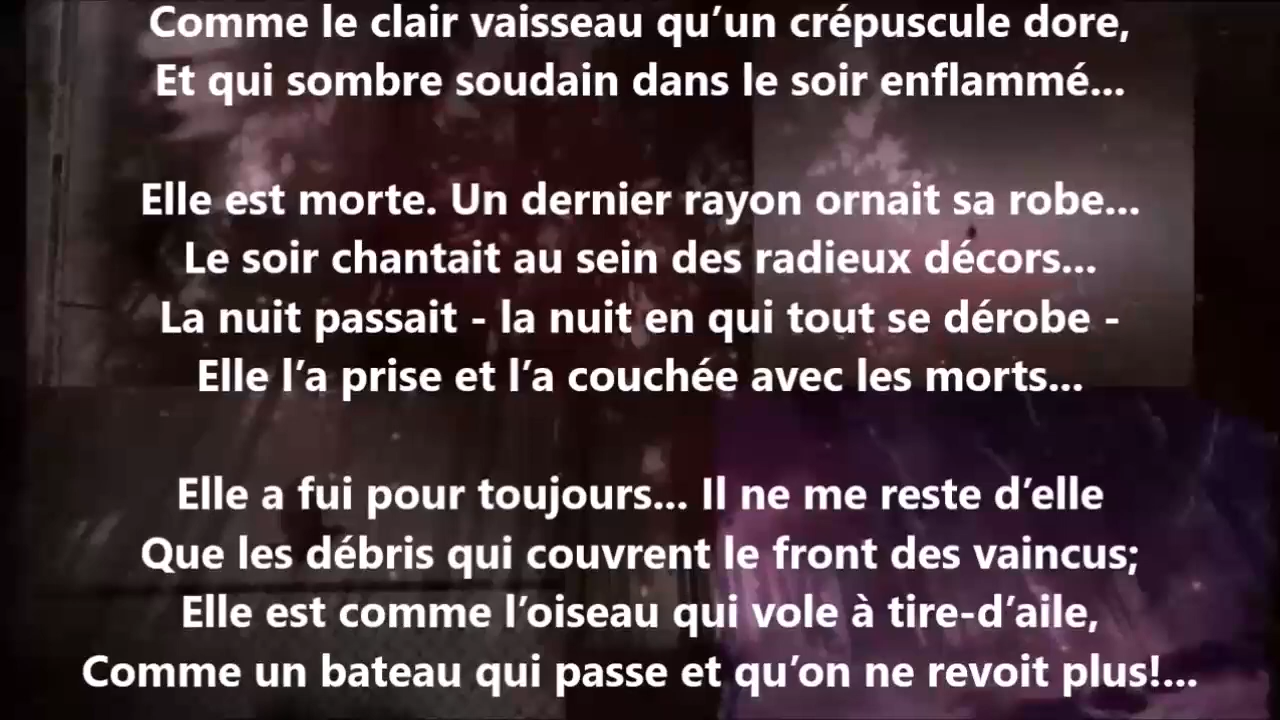 Comme le clair vaisseau qu’un crépuscule dore,
Et qui sombre soudain dans le soir enflammé...
Elle est morte. Un dernier rayon ornait sa robe...
Le soir chantait au sein des radieux décors...
La nuit passait - la nuit en qui tout se dérobe -
Elle l’a prise et l’a couchée avec les morts...
Elle a fui pour toujours... Il ne me reste d’elle
Que les débris qui couvrent le front des vaincus;
Elle est comme l’oiseau qui vole à tire-d’aile,
Comme un bateau qui passe et qu’on ne revoit plus!...